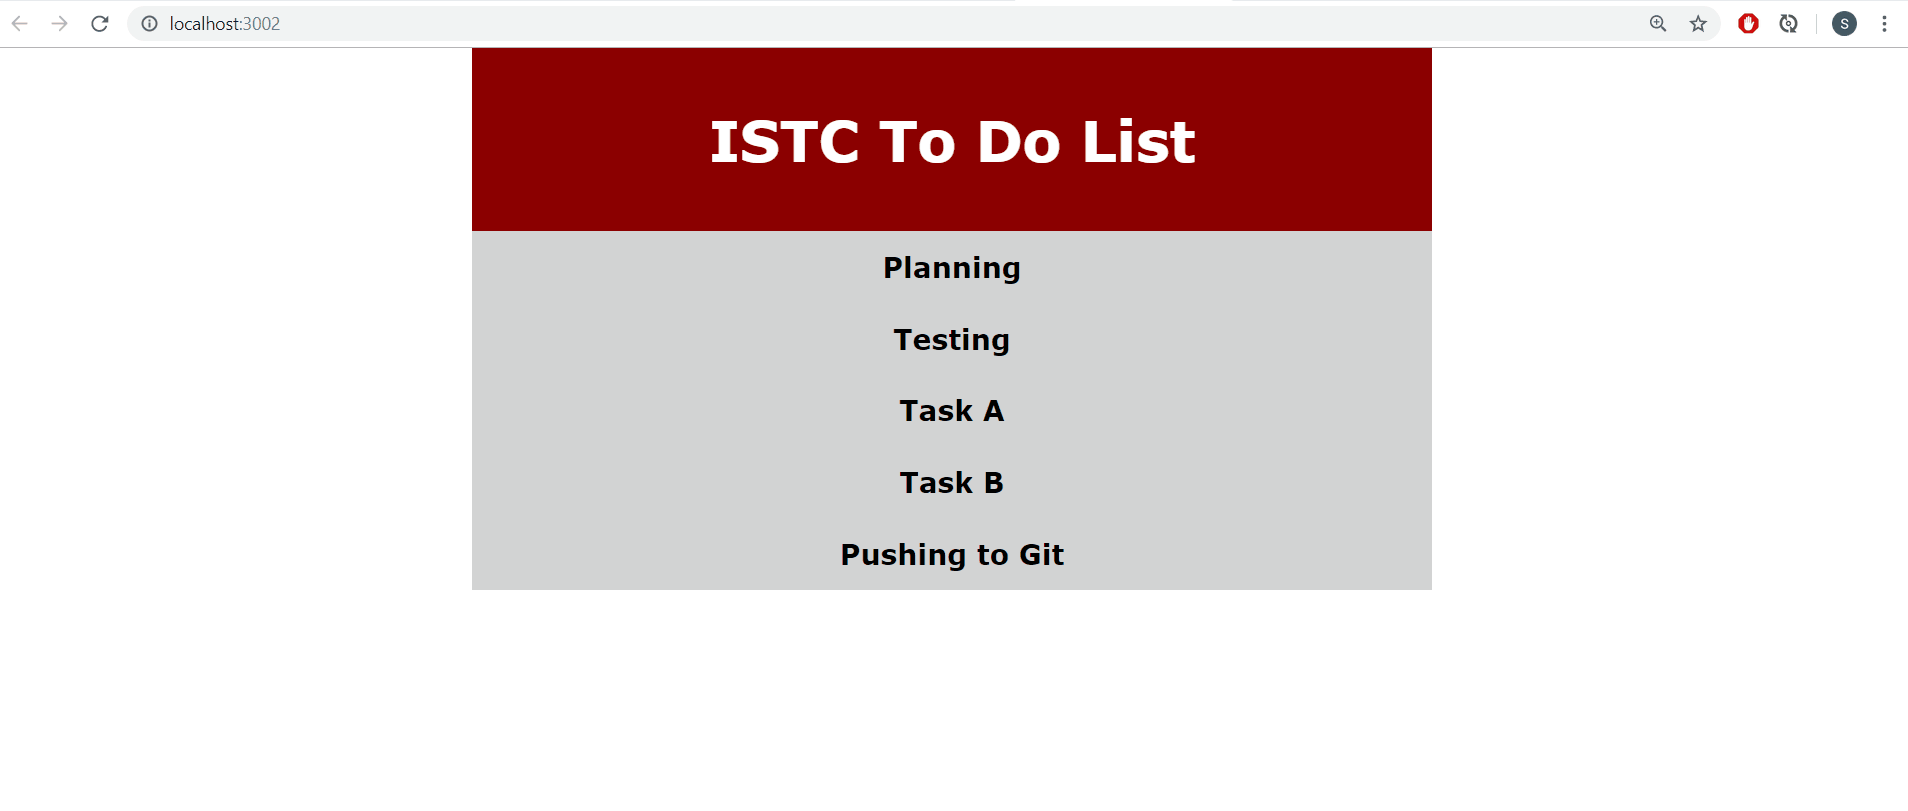 localhost:3002
S
ISTC To Do List
Planning
Testing
Task A
Task B
Pushing to Git